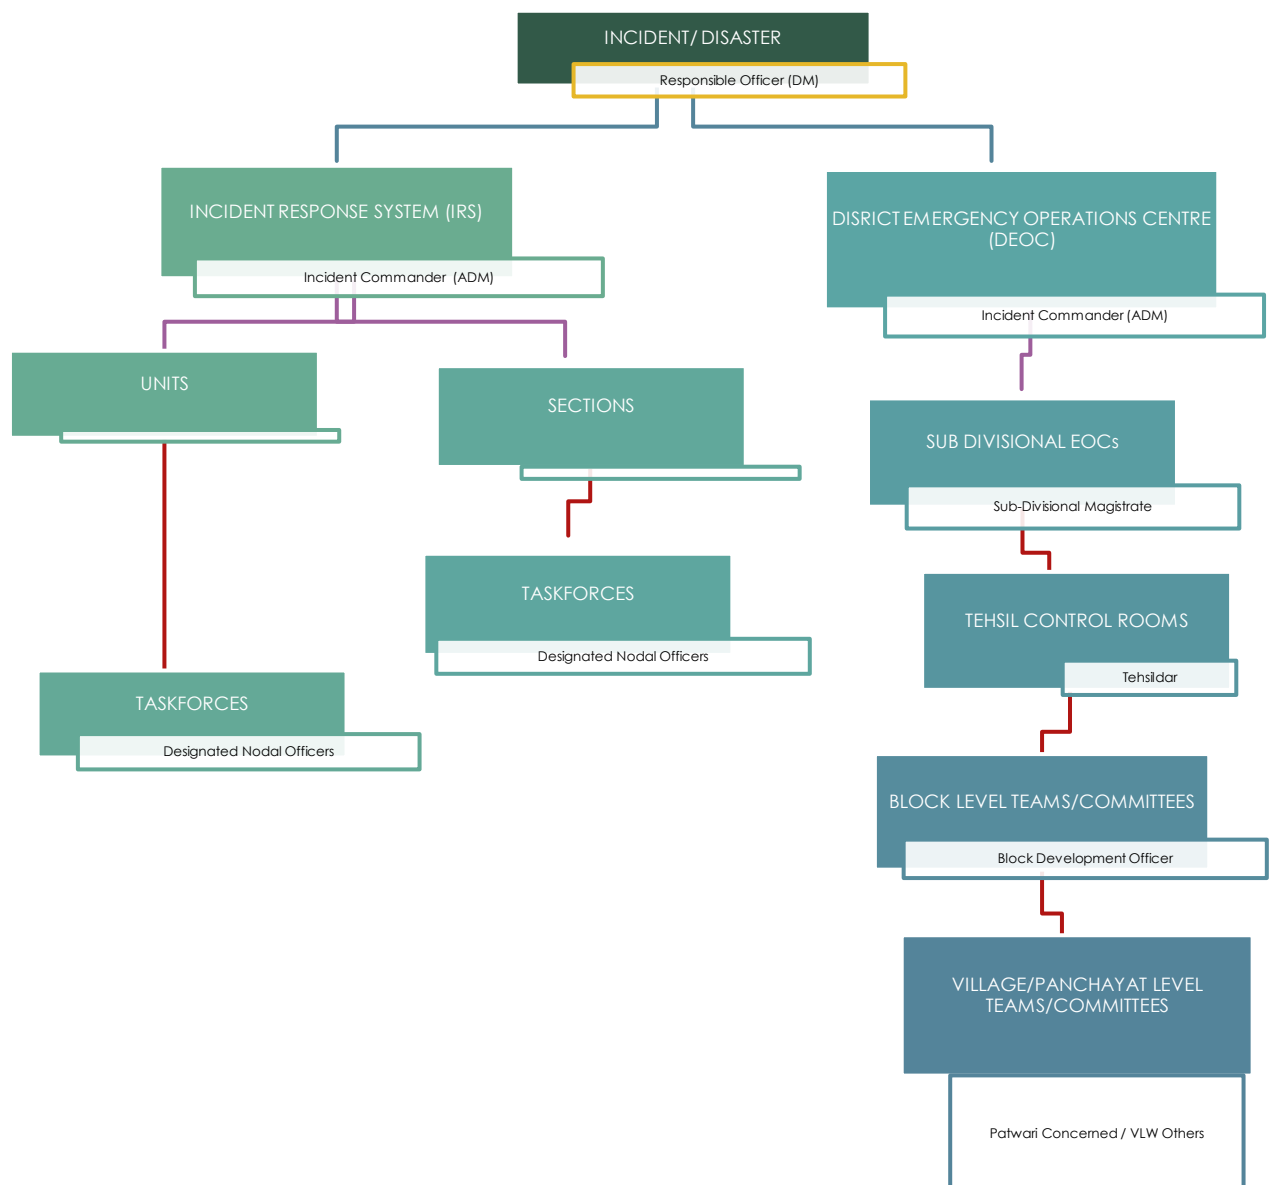 INCIDENT/ DISASTER
Responsible Officer (DM)
INCIDENT RESPONSE SYSTEM (IRS)
Incident Commander (ADM)
DISRICT EMERGENCY OPERATIONS CENTRE
(DEOC)
Incident Commander (ADM)
UNITS
SECTIONS
SUB DIVISIONAL EOCs
Sub-Divisional Magistrate
TASKFORCES
Designated Nodal Officers
TEHSIL CONTROL ROOMS
Tehsildar
TASKFORCES
Designated Nodal Officers
BLOCK LEVEL TEAMS/COMMITTEES
Block Development Officer
VILLAGE/PANCHAYAT LEVEL
TEAMS/COMMITTEES
Patwari Concerned / VLW Others